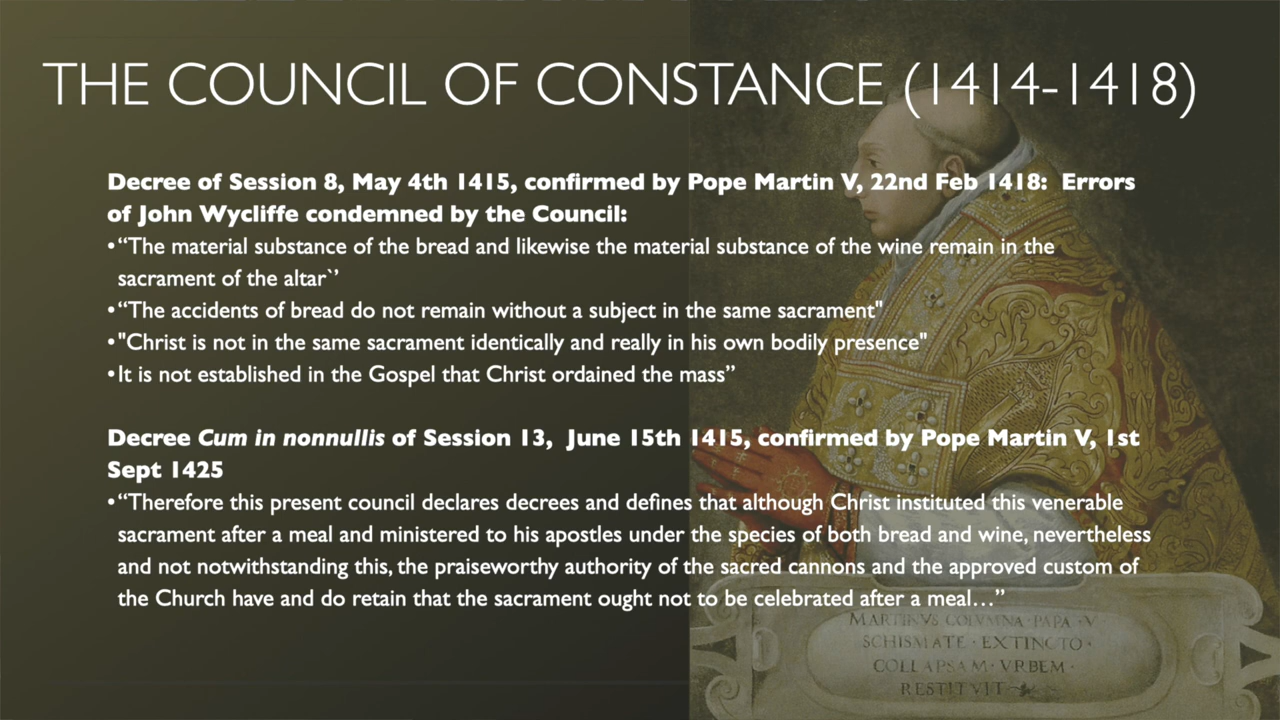 THE COUNCIL OF CONSTANCE (1414-1418)
Decree of Session 8, May 4th 1415, confirmed by Pope Martin V, 22nd Feb 1418: Errors
of John Wycliffe condemned by the Council:
•“The material substance of the bread and likewise the material substance of the wine remain in the
sacrament of the altar``’
•“The accidents of bread do not remain without a subject in the same sacrament"
•"Christ is not in the same sacrament identically and really in his own bodily presence"
•It is not established in the Gospel that Christ ordained the mass”
Decree Cum in nonnullis of Session 13, June 15th 1415, confirmed by Pope Martin V, 1st
Sept 1425
•“Therefore this present council declares decrees and defines that although Christ instituted this venerable
sacrament after a meal and ministered to his apostles under the species of both bread and wine, nevertheless
and not notwithstanding this, the praiseworthy authority of the sacred cannons and the approved custom of
the Church have and do retain that the sacrament ought not to be celebrated after a meal…”
MARTINVS COLVMNA · PAPA · V
SCHISMATE · EXTINCTO ·
COLLAPSAM · VRBEM ·
RESTITVIT